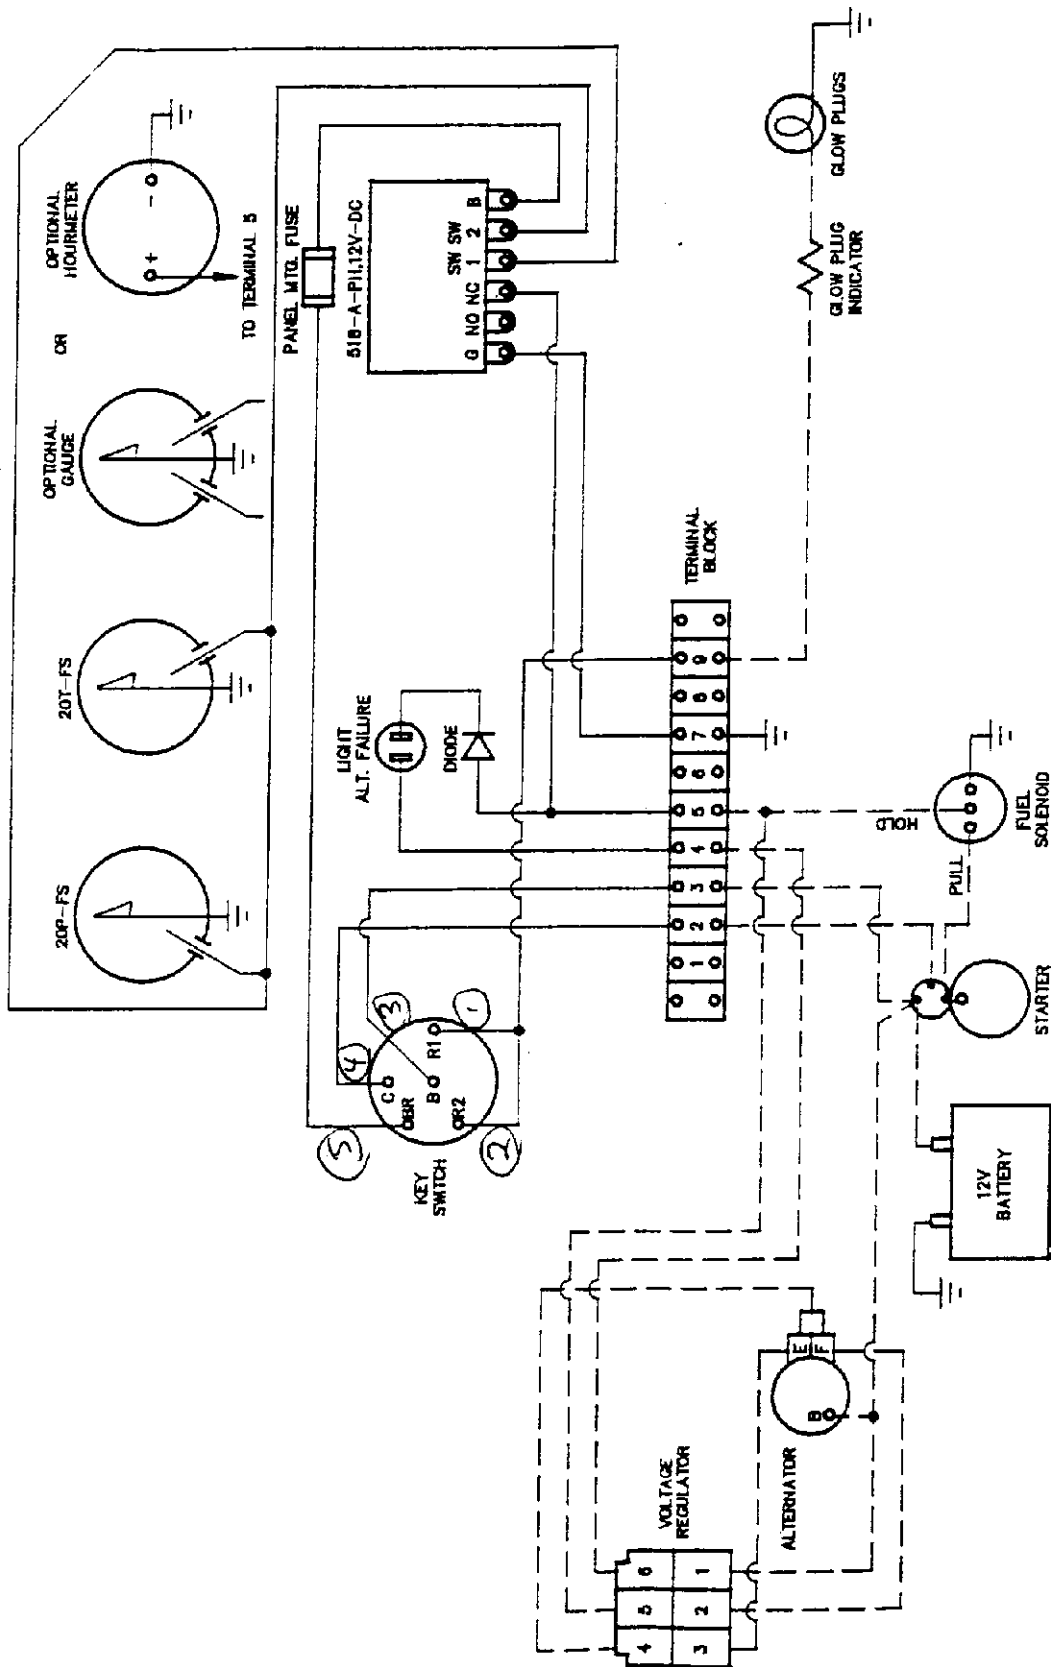 20P-FS
20T-FS
OPTIONAL
GAUGE
OR
OPTIONAL
HOURMETER
+ -
TO TERMINAL 5
PANEL MTG. FUSE
518-A-PH,12V-DC
SW SW
G NO NC 1 2 B
LIGHT
ALT. FAILURE
DIODE
KEY
SWITCH
C
BR
B
R1
R2
5
4
3
1
2
TERMINAL
BLOCK
1 2 3 4 5 6 7 8 9
GLOW PLUG
INDICATOR
GLOW PLUGS
HOLD
PULL
FUEL
SOLENOID
STARTER
12V
BATTERY
VOLTAGE
REGULATOR
4 5 6
3 2 1
ALTERNATOR
B
E
F